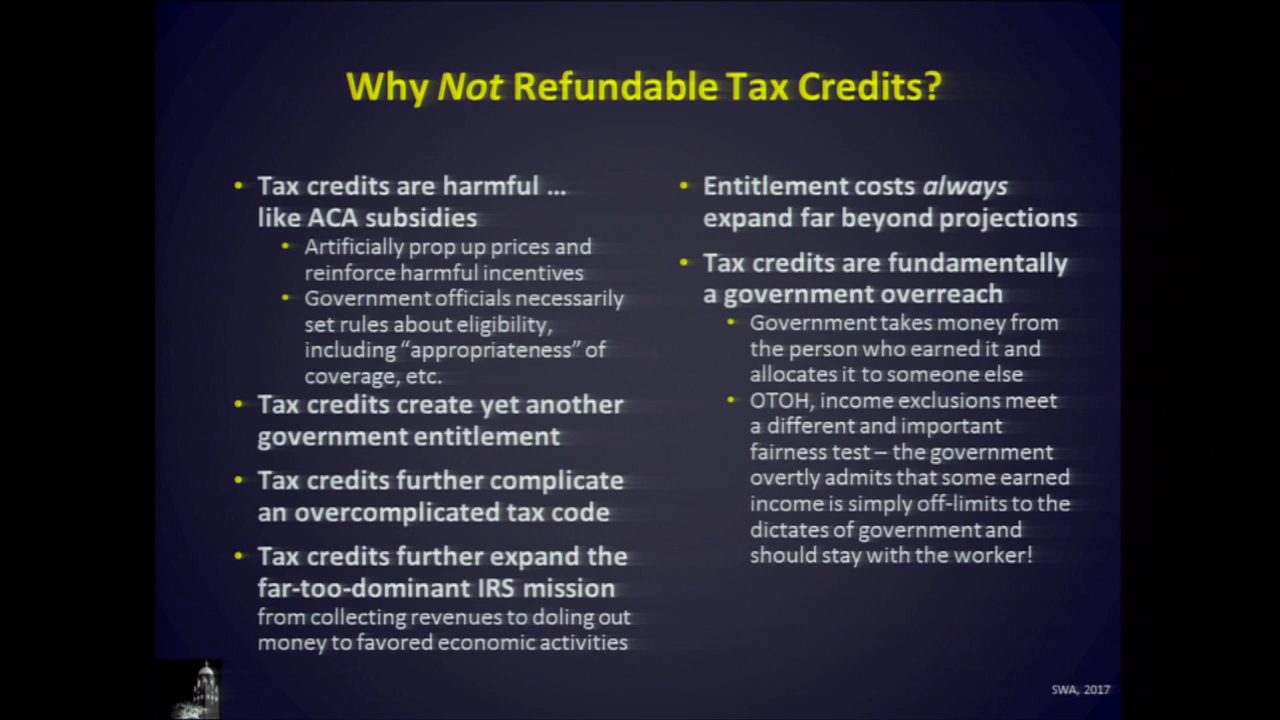 Why Not Refundable Tax Credits?
• Tax credits are harmful …
like ACA subsidies
• Artificially prop up prices and
reinforce harmful incentives
• Government officials necessarily
set rules about eligibility,
including “appropriateness” of
coverage, etc.
• Tax credits create yet another
government entitlement
• Tax credits further complicate
an overcomplicated tax code
• Tax credits further expand the
far-too-dominant IRS mission
from collecting revenues to doling out
money to favored economic activities
• Entitlement costs always
expand far beyond projections
• Tax credits are fundamentally
a government overreach
• Government takes money from
the person who earned it and
allocates it to someone else
• OTOH, income exclusions meet
a different and important
fairness test – the government
overtly admits that some earned
income is simply off-limits to the
dictates of government and
should stay with the worker!
SWA, 2017